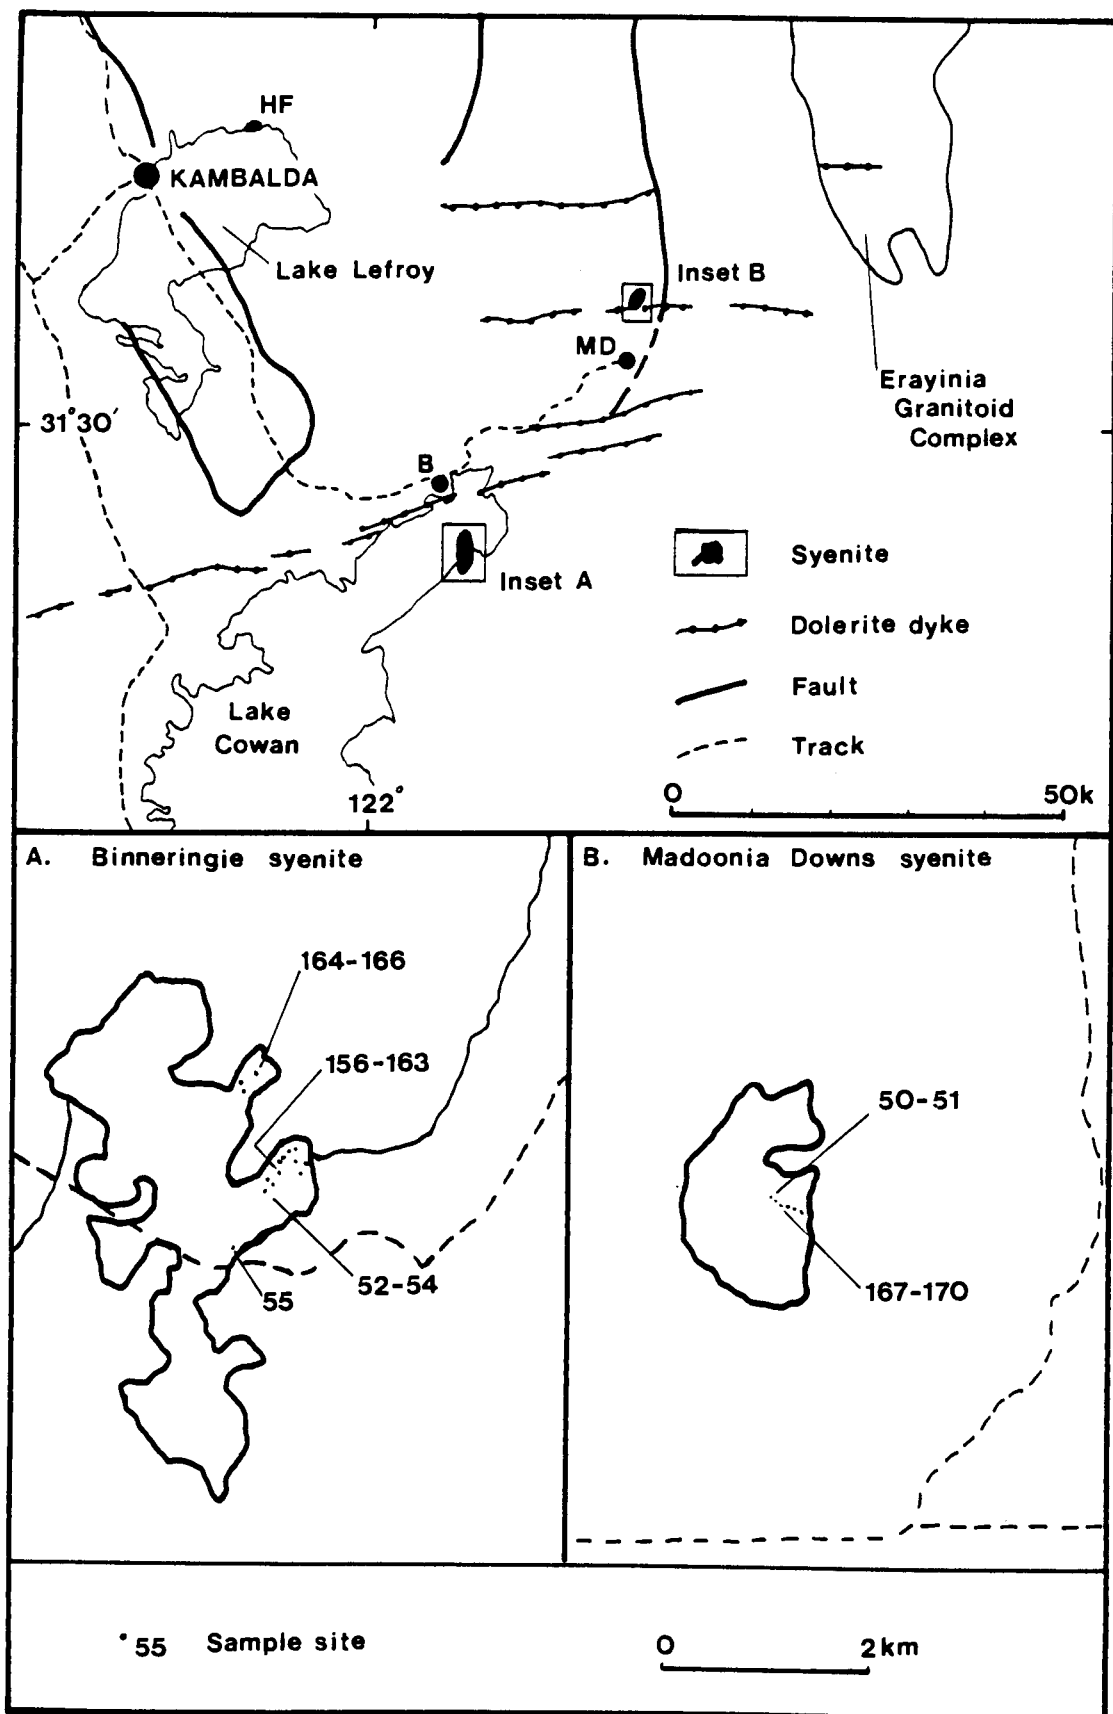 HF
KAMBALDA
Lake Lefroy
Inset B
MD
Erayinia
Granitoid
Complex
31°30'
B
Inset A
Syenite
Dolerite dyke
Fault
Track
Lake
Cowan
122°
0 50k
A. Binneringie syenite
164-166
156-163
52-54
55
B. Madoonia Downs syenite
50-51
167-170
55 Sample site
0 2km